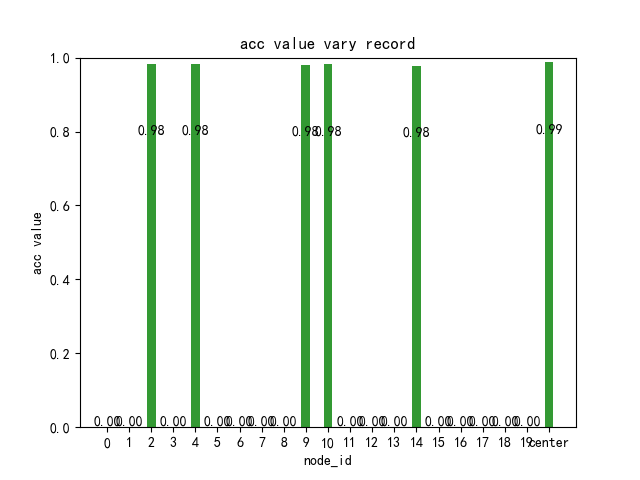 acc value vary record
1.0
0.8
0.6
0.4
0.2
0.0
acc value
0.98 0.98 0.98 0.98 0.98 0.99
0.00 0.00 0.00 0.00 0.00 0.00 0.00 0.00 0.00 0.00 0.00 0.00 0.00 0.00 0.00
0 1 2 3 4 5 6 7 8 9 10 11 12 13 14 15 16 17 18 19 center
node_id